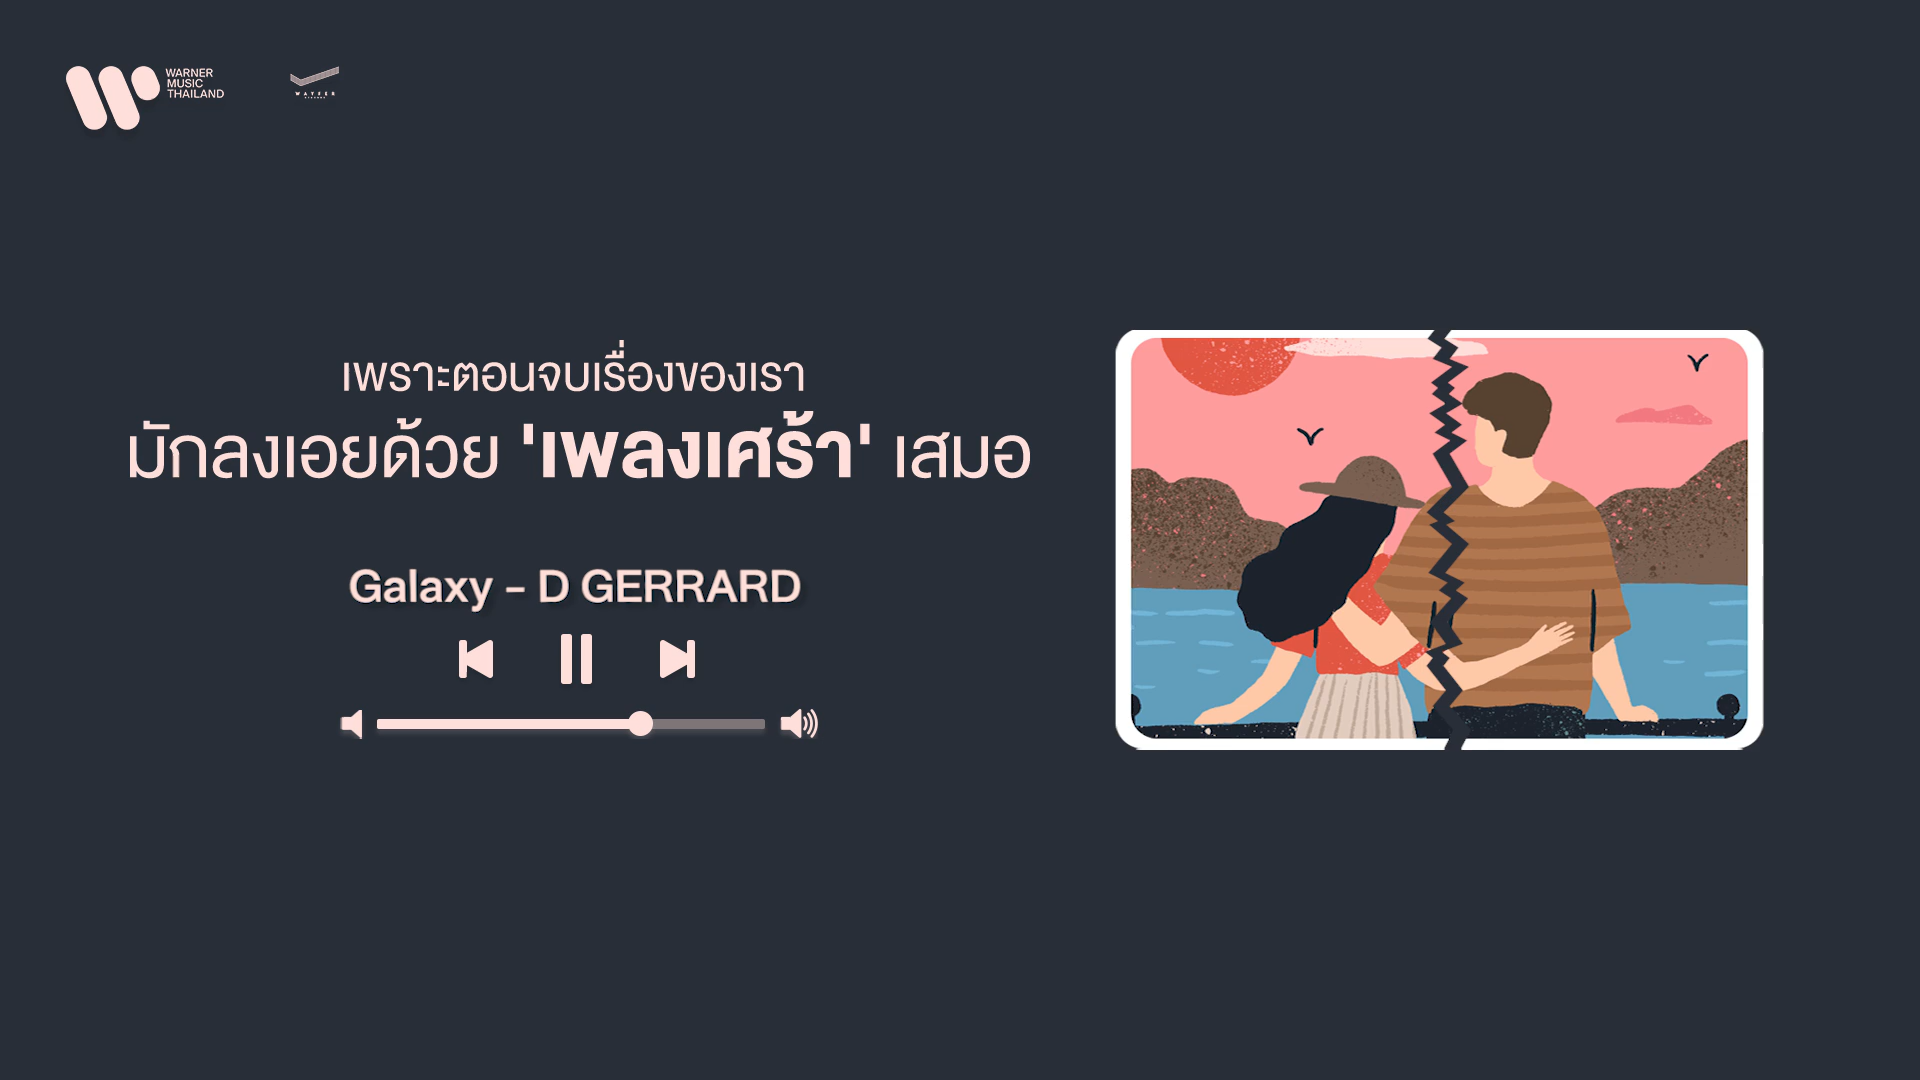 WARNER
MUSIC
THAILAND
WAYFER
RECORDS
เพราะตอนจบเรื่องของเรา
มักลงเอยด้วย 'เพลงเศร้า' เสมอ
Galaxy – D GERRARD